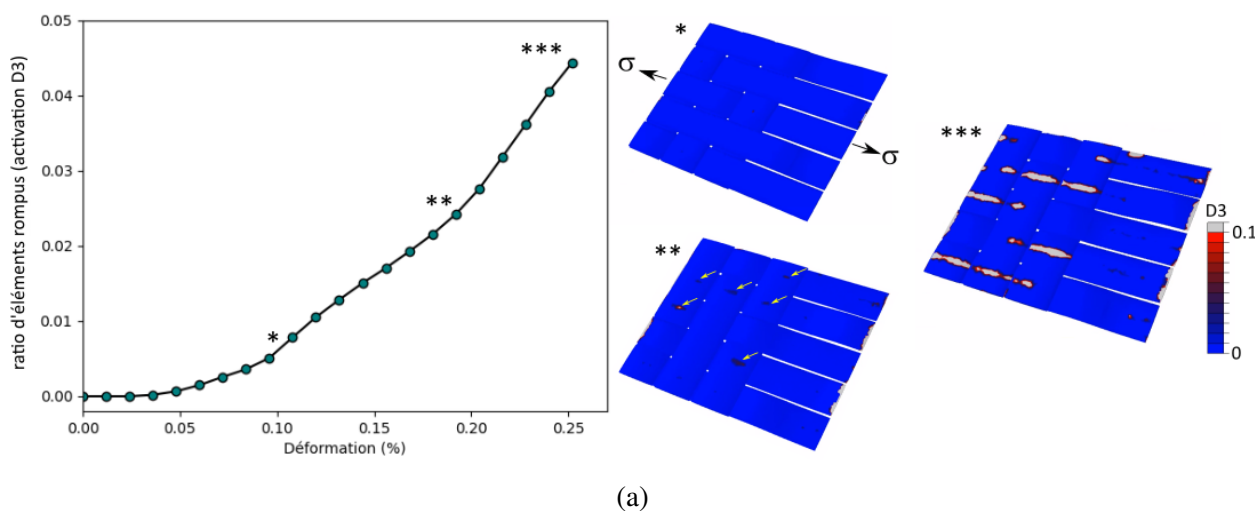 0.05
0.04
0.03
0.02
0.01
0.00
ratio d'éléments rompus (activation D3)
0.00 0.05 0.10 0.15 0.20 0.25
Déformation (%)
*
**
***
*
σ
σ
**
***
D3
0.1
0
(a)